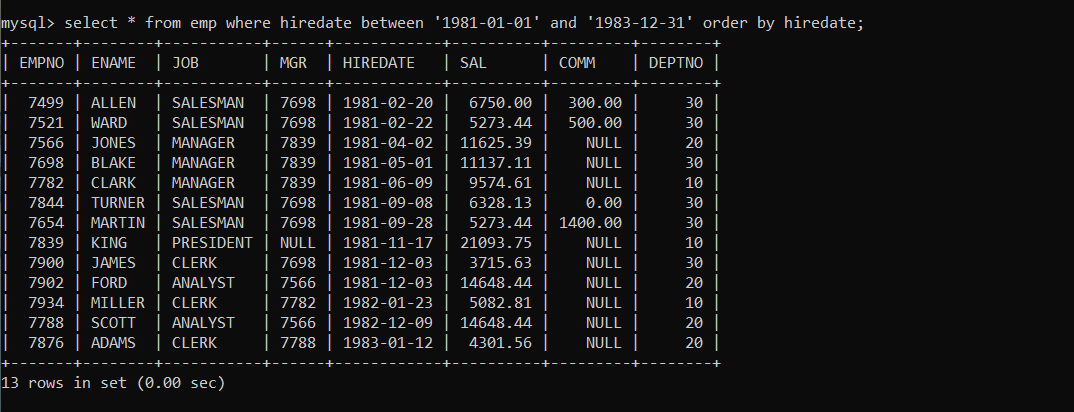 mysql> select * from emp where hiredate between '1981-01-01' and '1983-12-31' order by hiredate;
+-------+--------+-----------+------+------------+----------+---------+--------+
| EMPNO | ENAME  | JOB       | MGR  | HIREDATE   | SAL      | COMM    | DEPTNO |
+-------+--------+-----------+------+------------+----------+---------+--------+
|  7499 | ALLEN  | SALESMAN  | 7698 | 1981-02-20 |  6750.00 |  300.00 |     30 |
|  7521 | WARD   | SALESMAN  | 7698 | 1981-02-22 |  5273.44 |  500.00 |     30 |
|  7566 | JONES  | MANAGER   | 7839 | 1981-04-02 | 11625.39 |    NULL |     20 |
|  7698 | BLAKE  | MANAGER   | 7839 | 1981-05-01 | 11137.11 |    NULL |     30 |
|  7782 | CLARK  | MANAGER   | 7839 | 1981-06-09 |  9574.61 |    NULL |     10 |
|  7844 | TURNER | SALESMAN  | 7698 | 1981-09-08 |  6328.13 |    0.00 |     30 |
|  7654 | MARTIN | SALESMAN  | 7698 | 1981-09-28 |  5273.44 | 1400.00 |     30 |
|  7839 | KING   | PRESIDENT | NULL | 1981-11-17 | 21093.75 |    NULL |     10 |
|  7900 | JAMES  | CLERK     | 7698 | 1981-12-03 |  3715.63 |    NULL |     30 |
|  7902 | FORD   | ANALYST   | 7566 | 1981-12-03 | 14648.44 |    NULL |     20 |
|  7934 | MILLER | CLERK     | 7782 | 1982-01-23 |  5082.81 |    NULL |     10 |
|  7788 | SCOTT  | ANALYST   | 7566 | 1982-12-09 | 14648.44 |    NULL |     20 |
|  7876 | ADAMS  | CLERK     | 7788 | 1983-01-12 |  4301.56 |    NULL |     20 |
+-------+--------+-----------+------+------------+----------+---------+--------+
13 rows in set (0.00 sec)